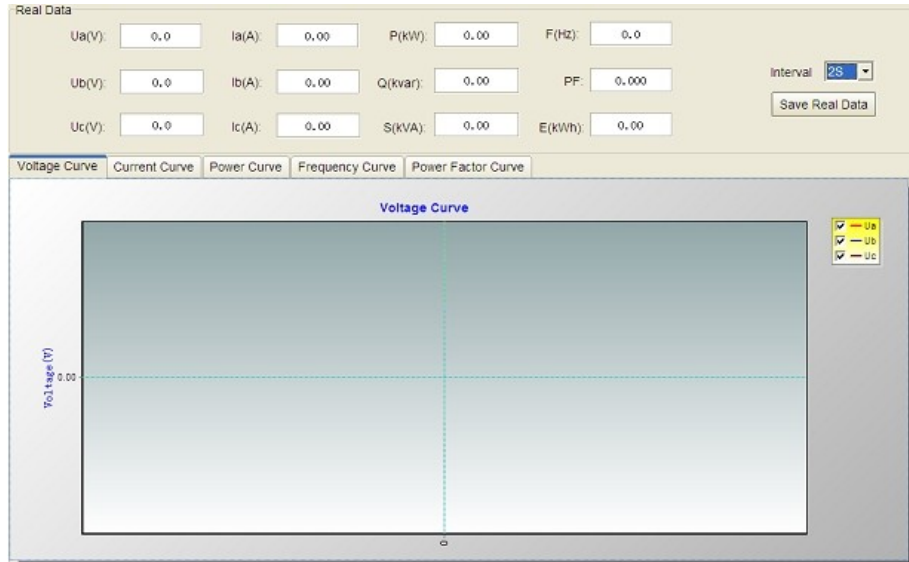 Real Data
Ua(V): 0.0 Ia(A): 0.00 P(kW): 0.00 F(Hz): 0.0
Ub(V): 0.0 Ib(A): 0.00 Q(kvar): 0.00 PF: 0.000 Interval 2S
Uc(V): 0.0 Ic(A): 0.00 S(kVA): 0.00 E(kWh): 0.00 Save Real Data
Voltage Curve Current Curve Power Curve Frequency Curve Power Factor Curve
Voltage Curve
Ua
Ub
Uc
Voltage(V)
0.00
0